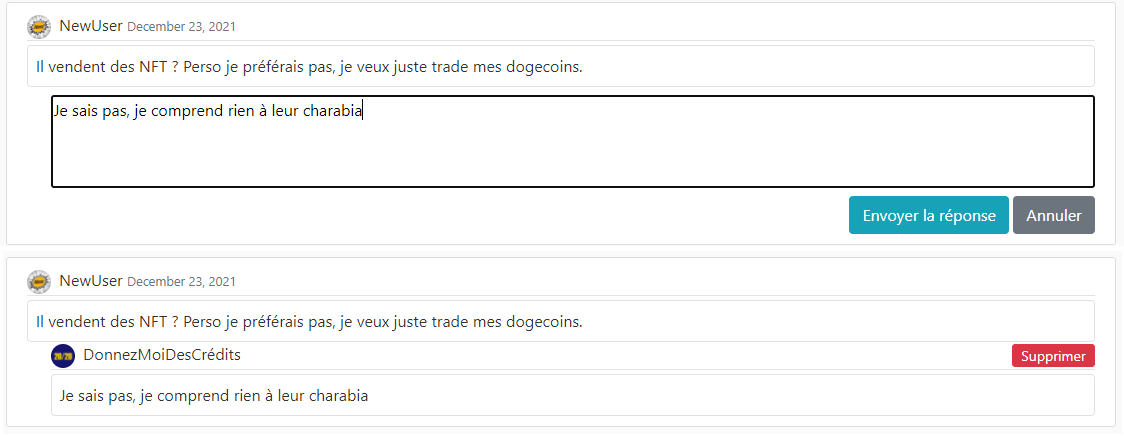 NewUser December 23, 2021
Il vendent des NFT ? Perso je préférais pas, je veux juste trade mes dogecoins.
Je sais pas, je comprend rien à leur charabia
Envoyer la réponse Annuler
NewUser December 23, 2021
Il vendent des NFT ? Perso je préférais pas, je veux juste trade mes dogecoins.
20/20 DonnezMoiDesCrédits Supprimer
Je sais pas, je comprend rien à leur charabia